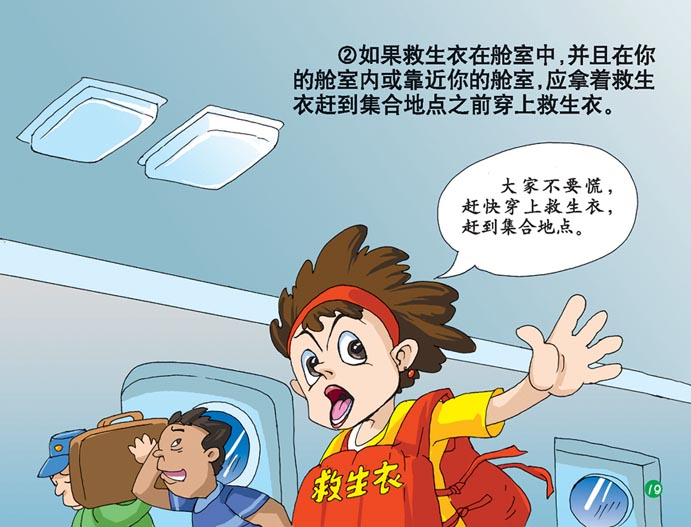 ②如果救生衣在舱室中,并且在你
的舱室内或靠近你的舱室,应拿着救生
衣赶到集合地点之前穿上救生衣。
大家不要慌，
赶快穿上救生衣，
赶到集合地点。
救生衣
19